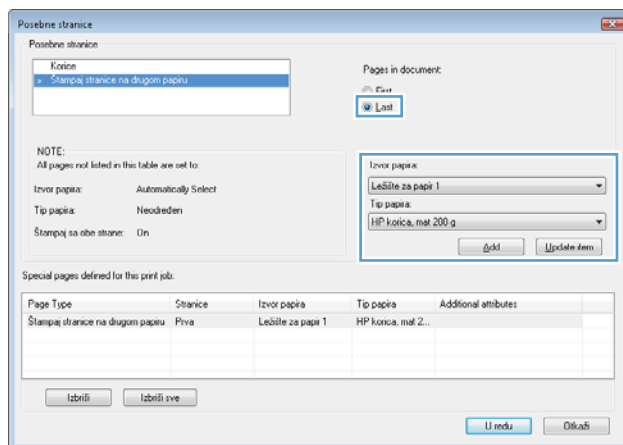 Posebne stranice
Posebne stranice
Korice
» Štampaj stranice na drugom papiru
Pages in document:
First
Last
NOTE:
All pages not listed in this table are set to:
Izvor papira: Automatically Select
Tip papira: Neodređen
Štampaj sa obe strane: On
Izvor papira:
Ležište za papir 1
Tip papira:
HP korica, mat 200 g
Add Update item
Special pages defined for this print job:
Page Type Stranice Izvor papira Tip papira Additional attributes
Štampaj stranice na drugom papiru Prva Ležište za papir 1 HP korica, mat 2...
Izbriši Izbriši sve
U redu Otkaži